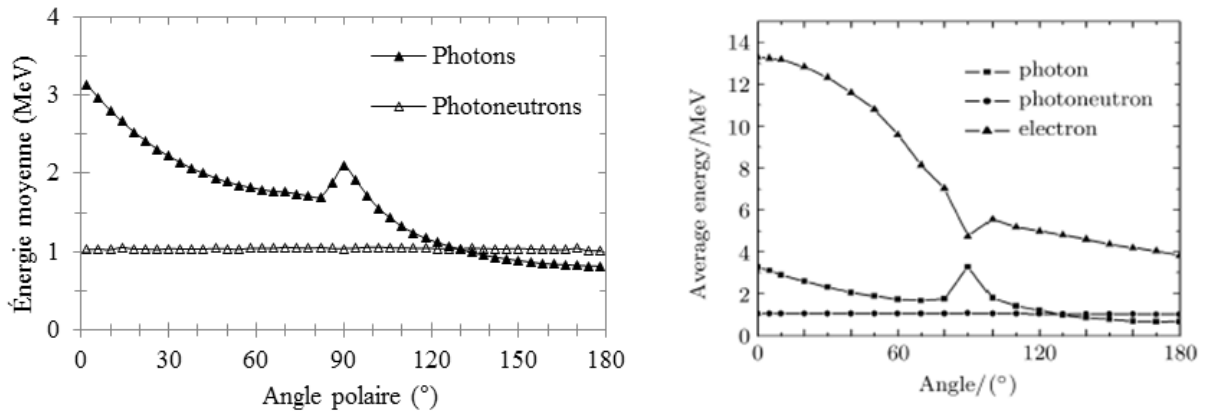 4
3
2
1
0
Énergie moyenne (MeV)
Photons
Photoneutrons
0 30 60 90 120 150 180
Angle polaire (°)
14
12
10
8
6
4
2
0
Average energy/MeV
photon
photoneutron
electron
0 60 120 180
Angle/(°)